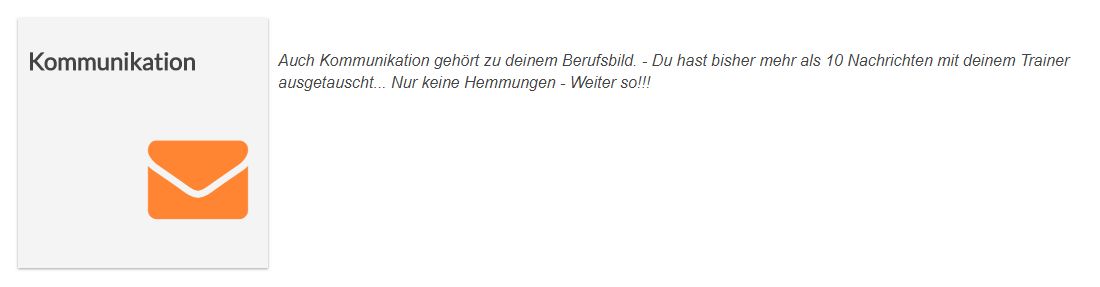 Kommunikation
Auch Kommunikation gehört zu deinem Berufsbild. - Du hast bisher mehr als 10 Nachrichten mit deinem Trainer
ausgetauscht... Nur keine Hemmungen - Weiter so!!!